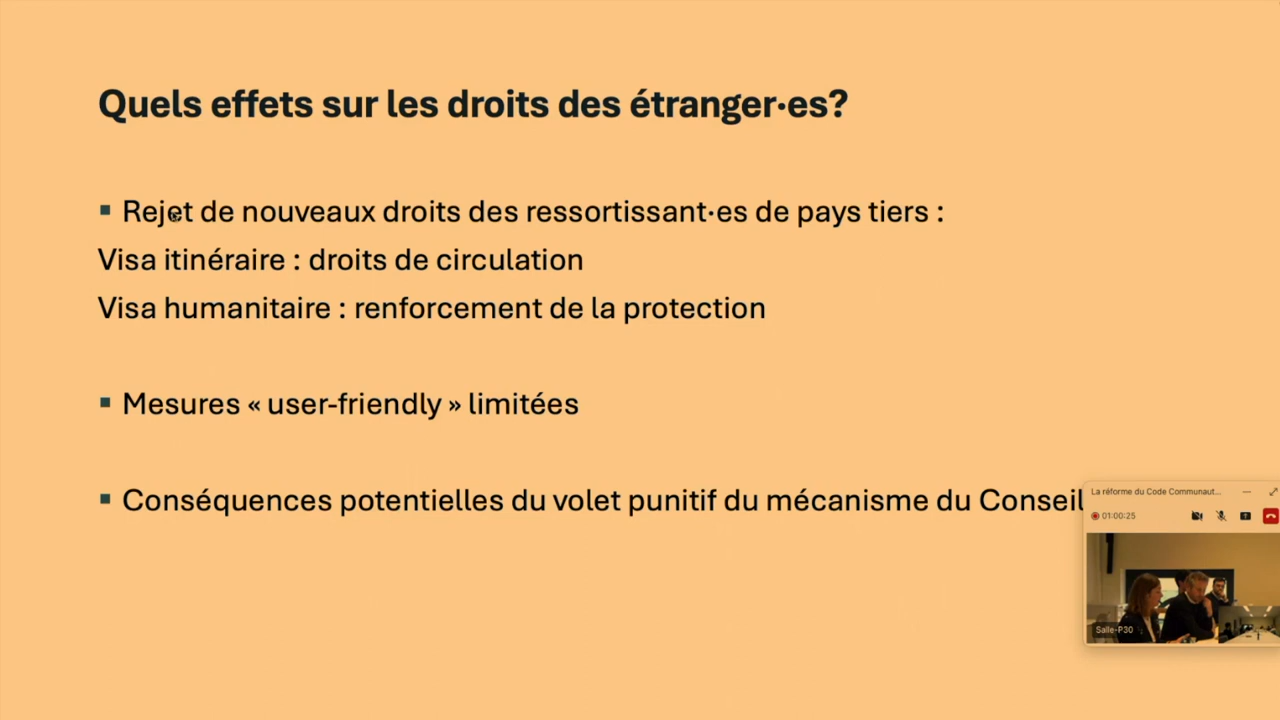 Quels effets sur les droits des étranger·es?
▪ Rejet de nouveaux droits des ressortissant·es de pays tiers :
Visa itinéraire : droits de circulation
Visa humanitaire : renforcement de la protection
▪ Mesures « user-friendly » limitées
▪ Conséquences potentielles du volet punitif du mécanisme du Conseil
La réforme du Code Communaut...
01:00:25
Salle-P30